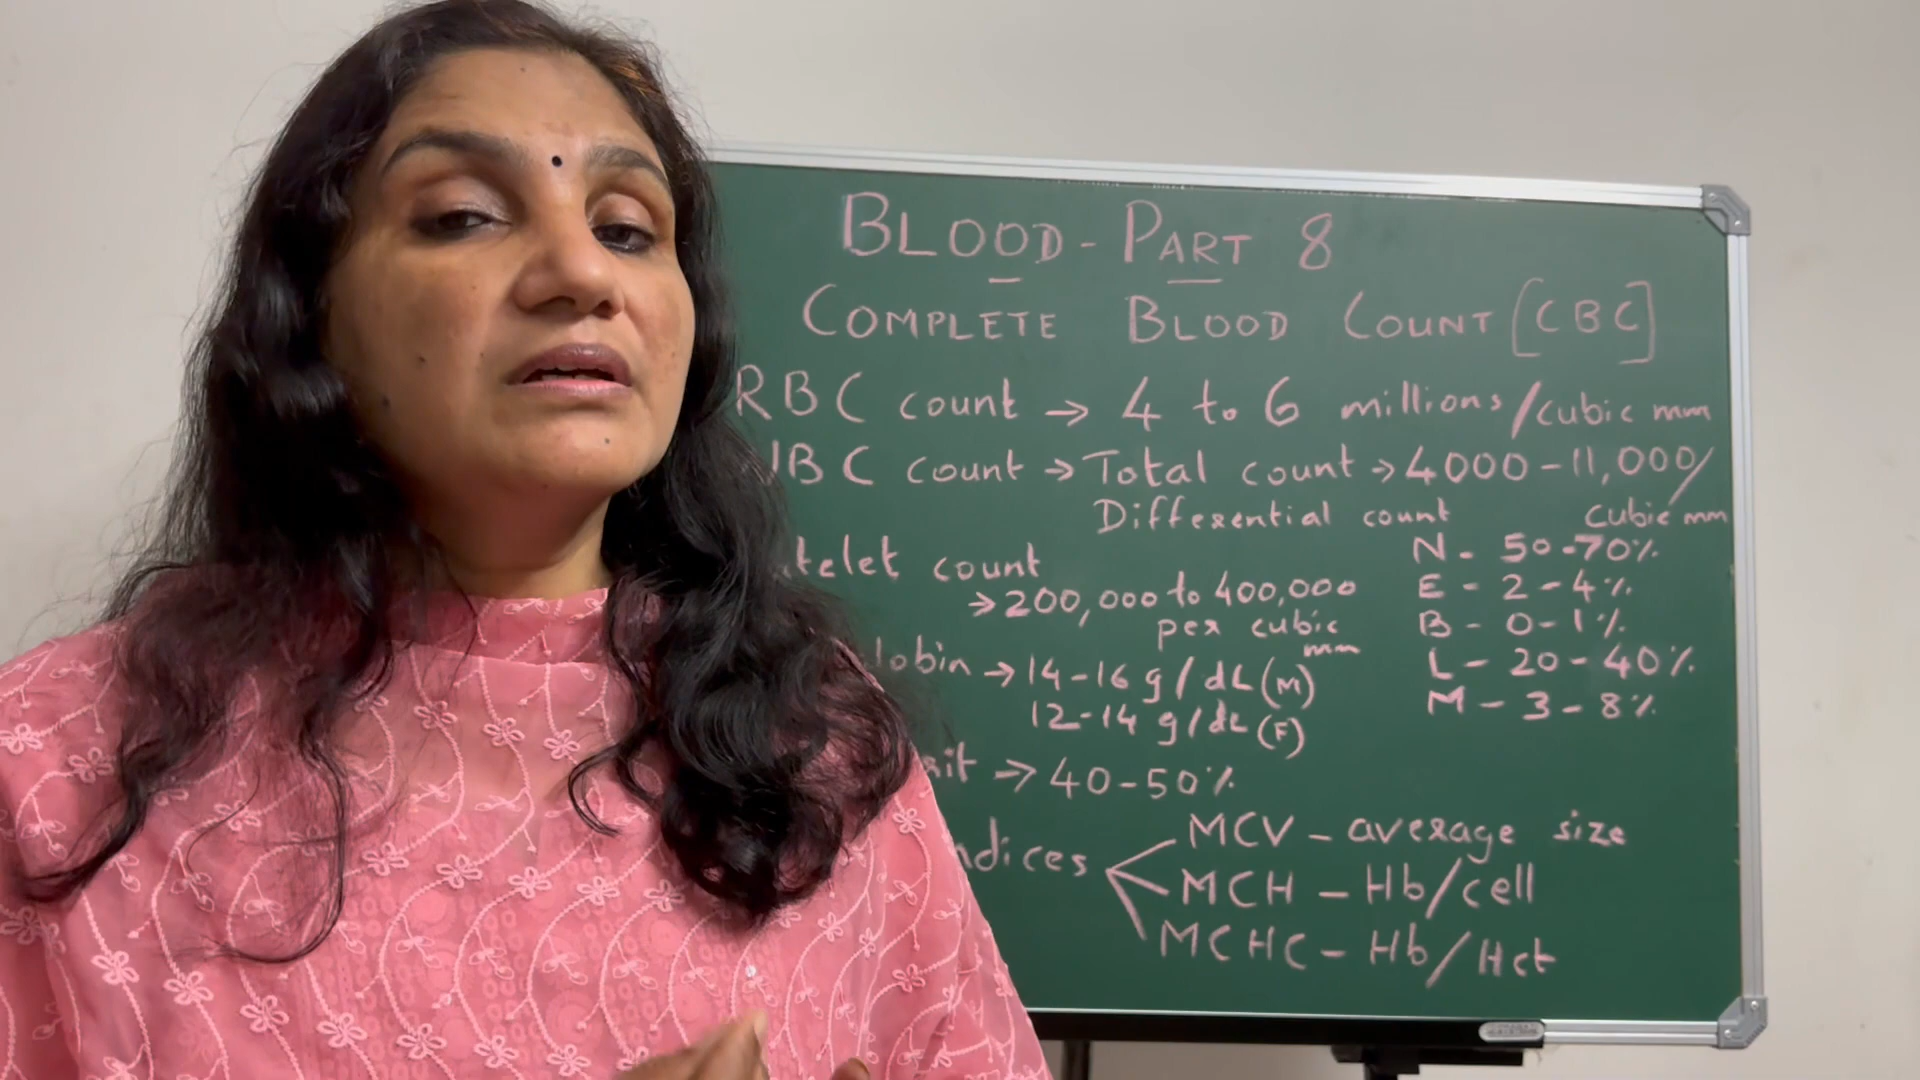 BLOOD - PART 8
COMPLETE BLOOD COUNT [CBC]
RBC count → 4 to 6 millions/cubic mm
BC count → Total count → 4000-11,000/
cubic mm
Differential count
N - 50-70%
E - 2-4%
B - 0-1%
L - 20-40%
M - 3-8%
telet count
→ 200,000 to 400,000
per cubic
mm
lobin → 14-16 g/dL (M)
12-14 g/dL (F)
rit → 40-50%
ndices
MCV - average size
MCH - Hb/cell
MCHC - Hb/Hct